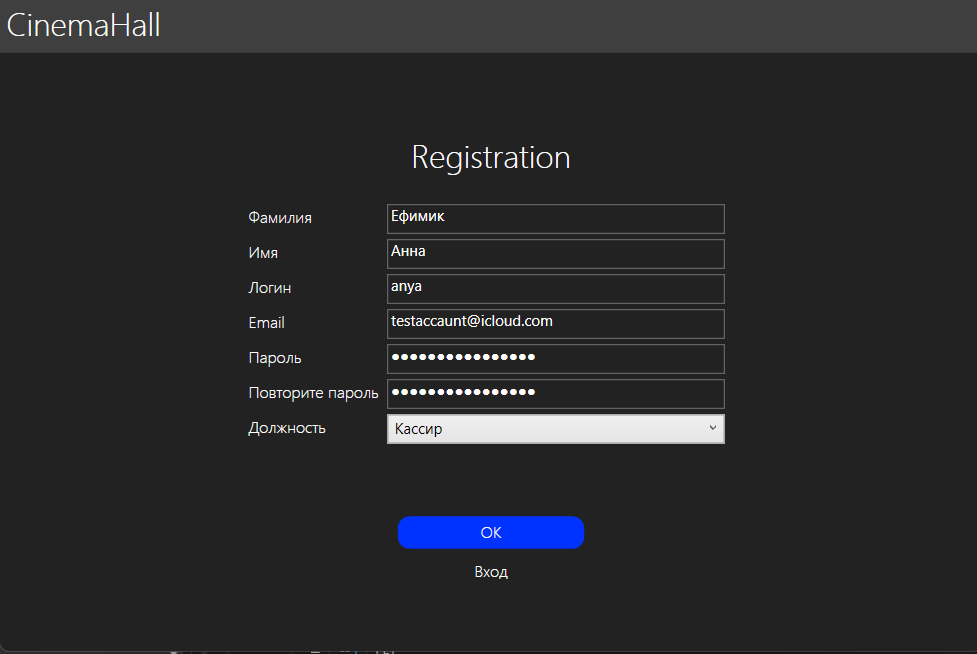 CinemaHall
Registration
Фамилия Ефимик
Имя Анна
Логин anya
Email testaccaunt@icloud.com
Пароль ●●●●●●●●●●●●●●●●
Повторите пароль ●●●●●●●●●●●●●●●●
Должность Кассир
OK
Вход